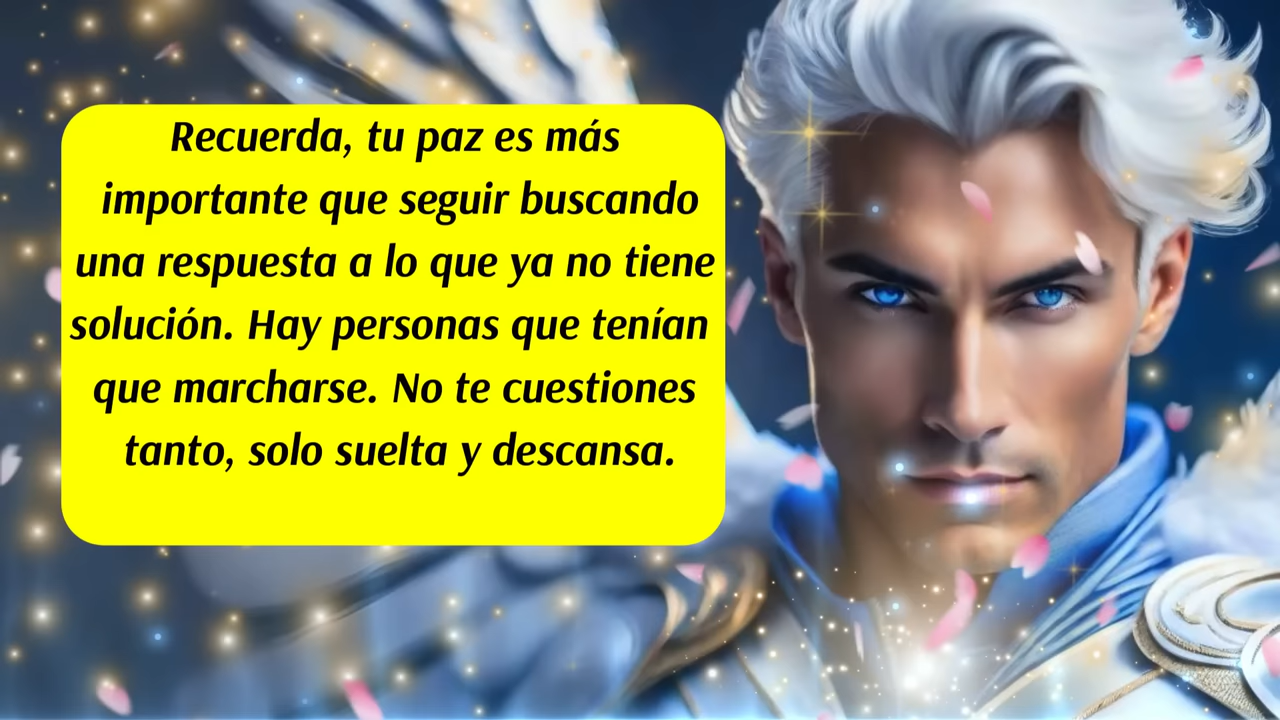 Recuerda, tu paz es más
importante que seguir buscando
una respuesta a lo que ya no tiene
solución. Hay personas que tenían
que marcharse. No te cuestiones
tanto, solo suelta y descansa.